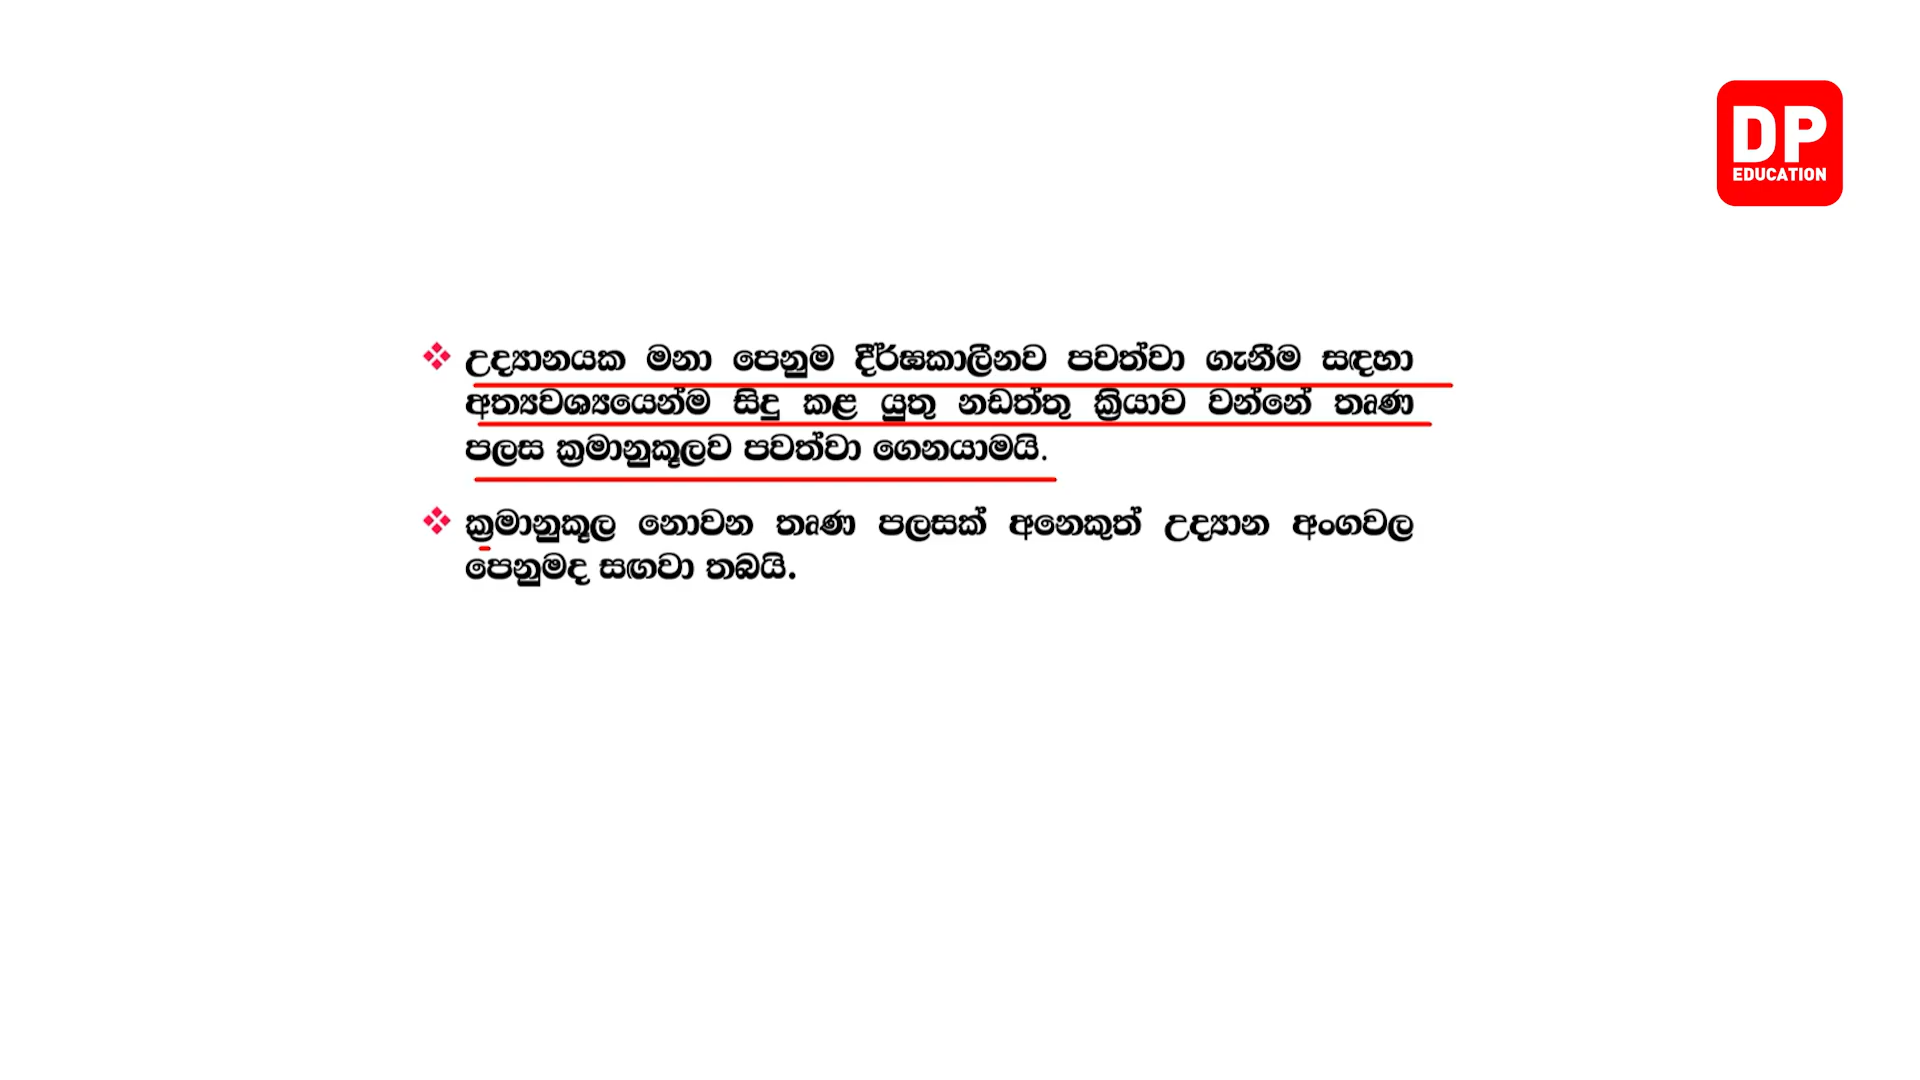 DP
EDUCATION
උද්‍යානයක මනා පෙනුම දීර්ඝකාලීනව පවත්වා ගැනීම සඳහා
අත්‍යවශ්‍යයෙන්ම සිදු කළ යුතු නඩත්තු ක්‍රියාව වන්නේ තෘණ
පලස ක්‍රමානුකූලව පවත්වා ගෙනයාමයි.
ක්‍රමානුකූල නොවන තෘණ පලසක් අනෙකුත් උද්‍යාන අංගවල
පෙනුමද සඟවා තබයි.